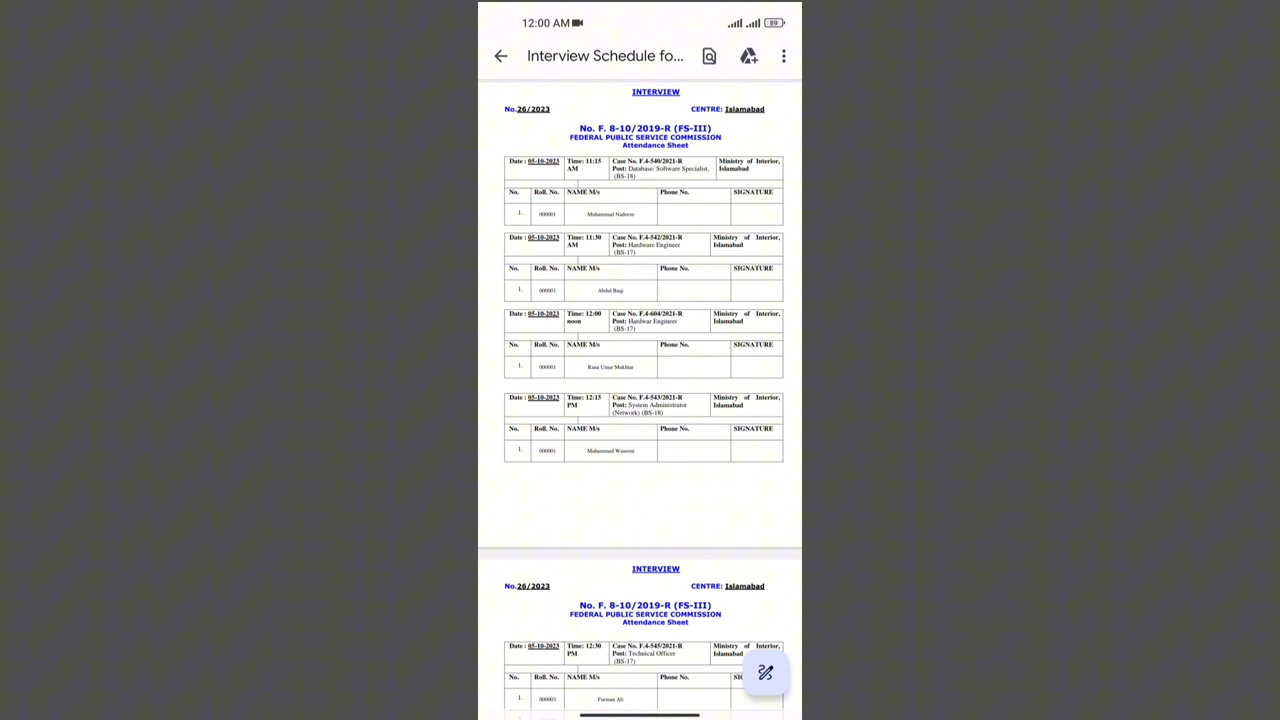 12:00 AM
89
Interview Schedule fo...
INTERVIEW
No.26/2023 CENTRE: Islamabad
No. F. 8-10/2019-R (FS-III)
FEDERAL PUBLIC SERVICE COMMISSION
Attendance Sheet
Date : 05-10-2023 Time: 11:15 Case No. F.4-540/2021-R Ministry of Interior,
AM Post: Database/ Software Specialist, Islamabad
(BS-18)
No. Roll. No. NAME M/s Phone No. SIGNATURE
1. 000001 Muhammad Nadeem
Date : 05-10-2023 Time: 11:30 Case No. F.4-542/2021-R Ministry of Interior,
AM Post: Hardware Engineer Islamabad
(BS-17)
No. Roll. No. NAME M/s Phone No. SIGNATURE
1. 000001 Abdul Baqi
Date : 05-10-2023 Time: 12:00 Case No. F.4-604/2021-R Ministry of Interior,
noon Post: Hardwar Engineer Islamabad
(BS-17)
No. Roll. No. NAME M/s Phone No. SIGNATURE
1. 000001 Rana Umar Mukhtar
Date : 05-10-2023 Time: 12:15 Case No. F.4-543/2021-R Ministry of Interior,
PM Post: System Administrator Islamabad
(Network) (BS-18)
No. Roll. No. NAME M/s Phone No. SIGNATURE
1. 000001 Muhammad Waseem
INTERVIEW
No.26/2023 CENTRE: Islamabad
No. F. 8-10/2019-R (FS-III)
FEDERAL PUBLIC SERVICE COMMISSION
Attendance Sheet
Date : 05-10-2023 Time: 12:30 Case No. F.4-545/2021-R Ministry of Interior,
PM Post: Technical Officer Islamabad
(BS-17)
No. Roll. No. NAME M/s Phone No.
1. 000003 Furman Ali